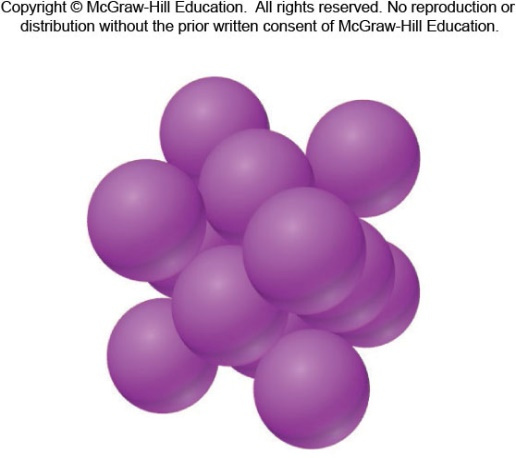 Copyright © McGraw-Hill Education.  All rights reserved. No reproduction or
distribution without the prior written consent of McGraw-Hill Education.